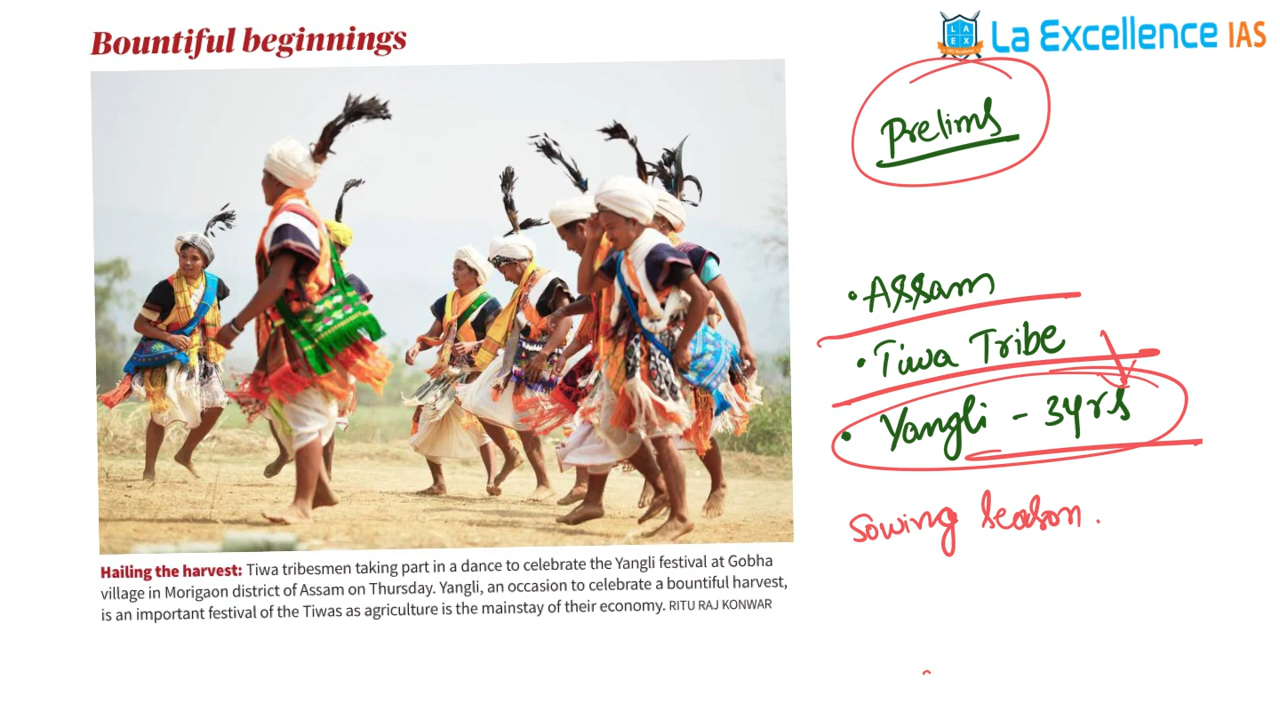 Bountiful beginnings
LAEX
La Excellence IAS
Prelims
• Assam
• Tiwa Tribe
• Yangli - 3yrs
Sowing Season.
Hailing the harvest: Tiwa tribesmen taking part in a dance to celebrate the Yangli festival at Gobha
village in Morigaon district of Assam on Thursday. Yangli, an occasion to celebrate a bountiful harvest,
is an important festival of the Tiwas as agriculture is the mainstay of their economy. RITU RAJ KONWAR